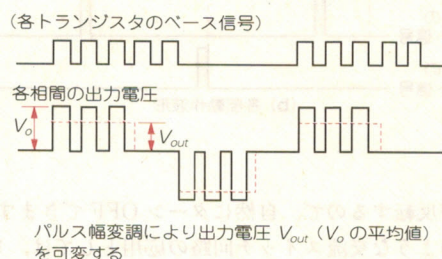 (各トランジスタのベース信号)
各相間の出力電圧
Vo
Vout
パルス幅変調により出力電圧 Vout(Voの平均値)
を可変する